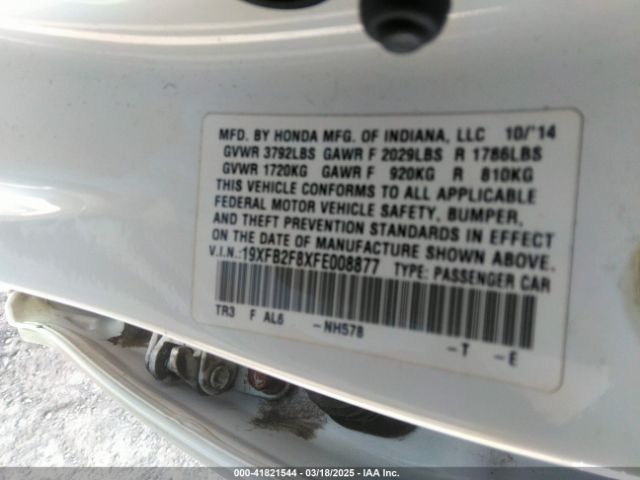 MFD. BY HONDA MFG. OF INDIANA, LLC 10/'14
GVWR 3792LBS GAWR F 2029LBS R 1786LBS
GVWR 1720KG GAWR F 920KG R 810KG
THIS VEHICLE CONFORMS TO ALL APPLICABLE
FEDERAL MOTOR VEHICLE SAFETY, BUMPER,
AND THEFT PREVENTION STANDARDS IN EFFECT
ON THE DATE OF MANUFACTURE SHOWN ABOVE.
V.I.N.:19XFB2F8XFE008877 TYPE: PASSENGER CAR
TR3 F AL6 -NH578 -T -E
000-41821544 — 03/18/2025 — IAA Inc.